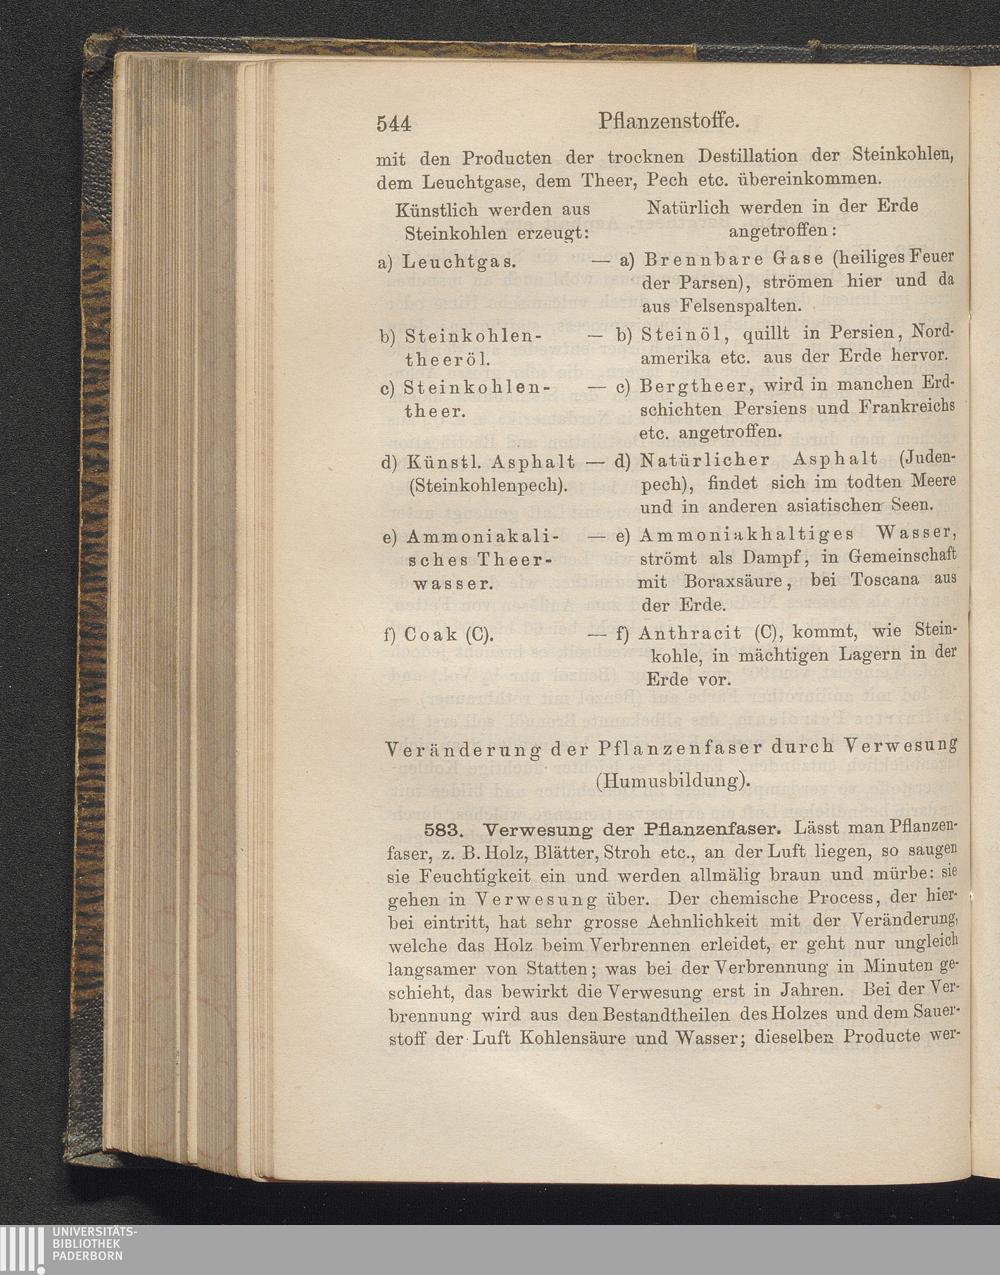 544 Pflanzenstoffe.
mit den Producten der trocknen Destillation der Steinkohlen,
dem Leuchtgase, dem Theer, Pech etc. übereinkommen.
Künstlich werden aus
Steinkohlen erzeugt:
Natürlich werden in der Erde
angetroffen:
a) Leuchtgas. — a) Brennbare Gase (heiliges Feuer
der Parsen), strömen hier und da
aus Felsenspalten.
b) Steinkohlen- — b) Steinöl, quillt in Persien, Nord-
theeröl. amerika etc. aus der Erde hervor.
c) Steinkohlen- — c) Bergtheer, wird in manchen Erd-
theer. schichten Persiens und Frankreichs
etc. angetroffen.
d) Künstl. Asphalt — d) Natürlicher Asphalt (Juden-
(Steinkohlenpech). pech), findet sich im todten Meere
und in anderen asiatischen Seen.
e) Ammoniakali- — e) Ammoniakhaltiges Wasser,
sches Theer- strömt als Dampf, in Gemeinschaft
wasser. mit Boraxsäure, bei Toscana aus
der Erde.
f) Coak (C). — f) Anthracit (C), kommt, wie Stein-
kohle, in mächtigen Lagern in der
Erde vor.
Veränderung der Pflanzenfaser durch Verwesung
(Humusbildung).
583. Verwesung der Pflanzenfaser. Lässt man Pflanzen-
faser, z. B. Holz, Blätter, Stroh etc., an der Luft liegen, so saugen
sie Feuchtigkeit ein und werden allmälig braun und mürbe: sie
gehen in Verwesung über. Der chemische Process, der hier-
bei eintritt, hat sehr grosse Aehnlichkeit mit der Veränderung,
welche das Holz beim Verbrennen erleidet, er geht nur ungleich
langsamer von Statten; was bei der Verbrennung in Minuten ge-
schieht, das bewirkt die Verwesung erst in Jahren. Bei der Ver-
brennung wird aus den Bestandtheilen des Holzes und dem Sauer-
stoff der Luft Kohlensäure und Wasser; dieselben Producte wer-
UNIVERSITÄTS-
BIBLIOTHEK
PADERBORN